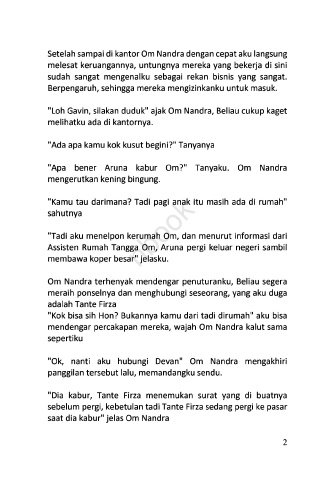 Setelah sampai di kantor Om Nandra dengan cepat aku langsung
melesat keruangannya, untungnya mereka yang bekerja di sini
sudah sangat mengenalku sebagai rekan bisnis yang sangat.
Berpengaruh, sehingga mereka mengizinkanku untuk masuk.
"Loh Gavin, silakan duduk" ajak Om Nandra, Beliau cukup kaget
melihatku ada di kantornya.
"Ada apa kamu kok kusut begini?" Tanyanya
"Apa bener Aruna kabur Om?" Tanyaku. Om Nandra
mengerutkan kening bingung.
"Kamu tau darimana? Tadi pagi anak itu masih ada di rumah"
sahutnya
"Tadi aku menelpon kerumah Om, dan menurut informasi dari
Assisten Rumah Tangga Om, Aruna pergi keluar negeri sambil
membawa koper besar" jelasku.
Om Nandra terhenyak mendengar penuturanku, Beliau segera
meraih ponselnya dan menghubungi seseorang, yang aku duga
adalah Tante Firza
"Kok bisa sih Hon? Bukannya kamu dari tadi dirumah" aku bisa
mendengar percakapan mereka, wajah Om Nandra kalut sama
sepertiku
"Ok, nanti aku hubungi Devan" Om Nandra mengakhiri
panggilan tersebut lalu, memandangku sendu.
"Dia kabur, Tante Firza menemukan surat yang di buatnya
sebelum pergi, kebetulan tadi Tante Firza sedang pergi ke pasar
saat dia kabur" jelas Om Nandra
2